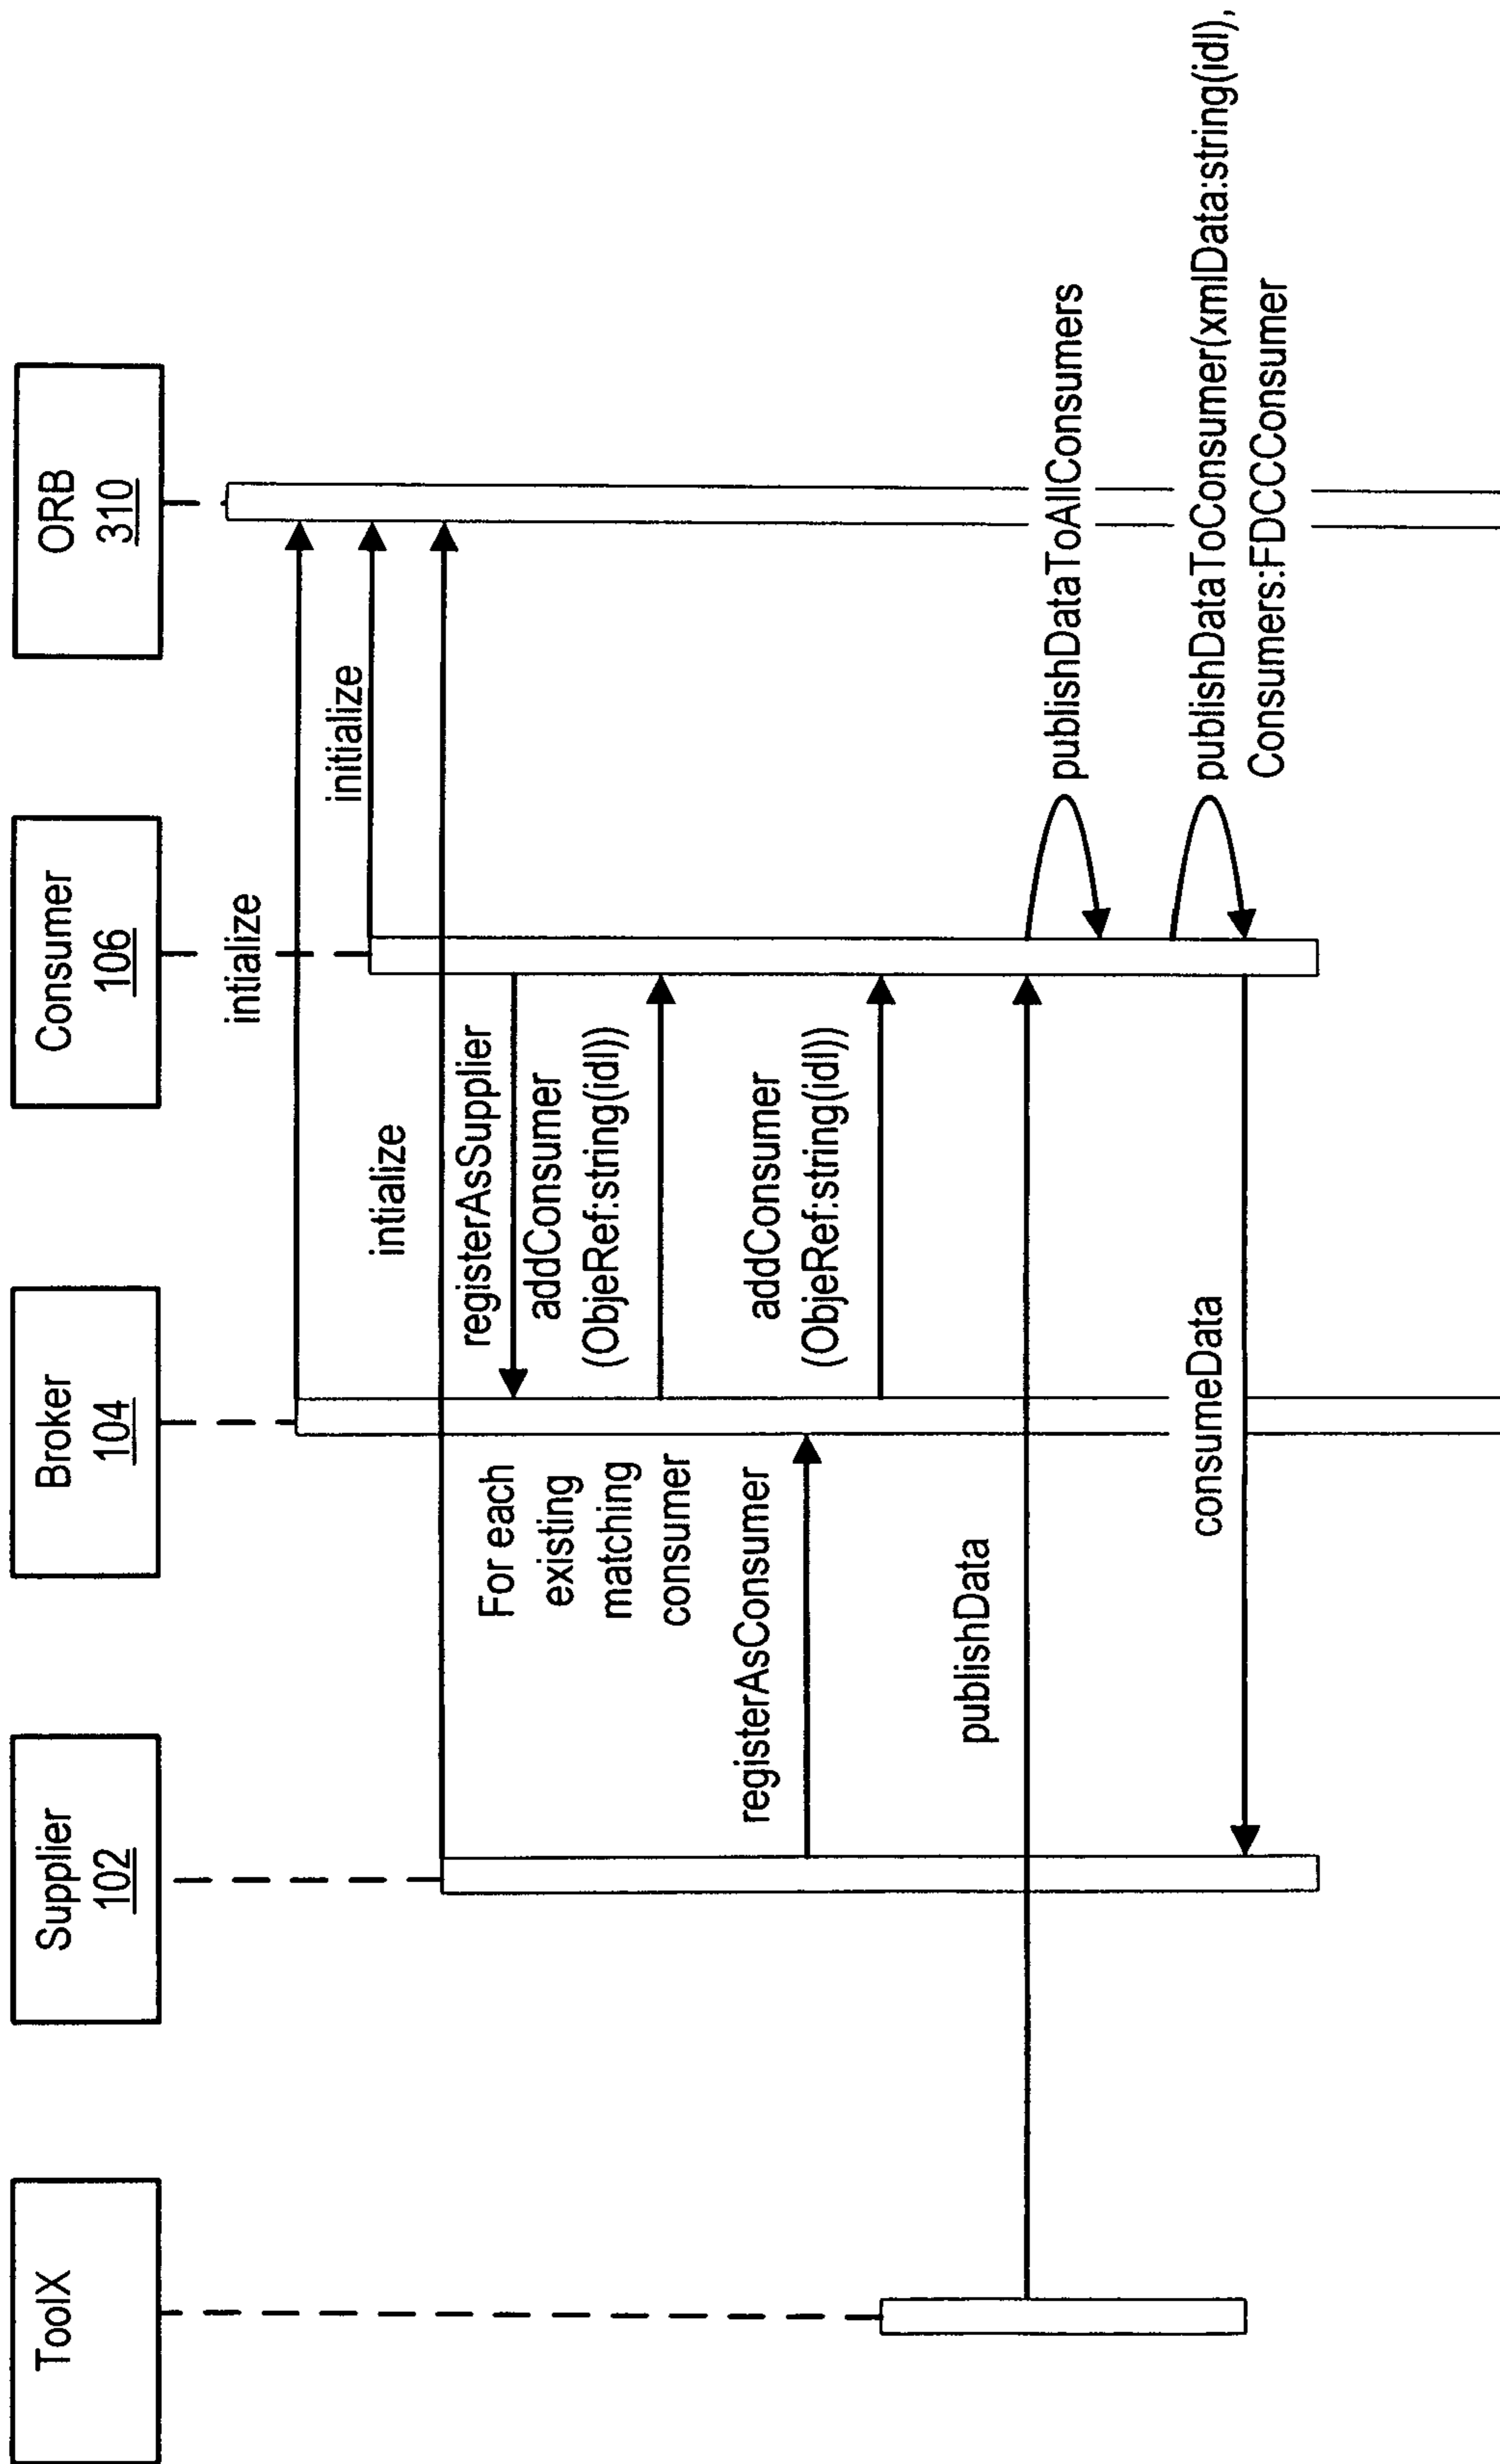 ToolX
Supplier
102
Broker
104
Consumer
106
ORB
310
intialize
initialize
intialize
registerAsSupplier
For each
existing
matching
consumer
addConsumer
(ObjeRef:string(idl))
registerAsConsumer
addConsumer
(ObjeRef:string(idl))
publishData
publishDataToAllConsumers
publishDataToConsumer(xmlData:string(idl),
Consumers:FDCCConsumer
consumeData